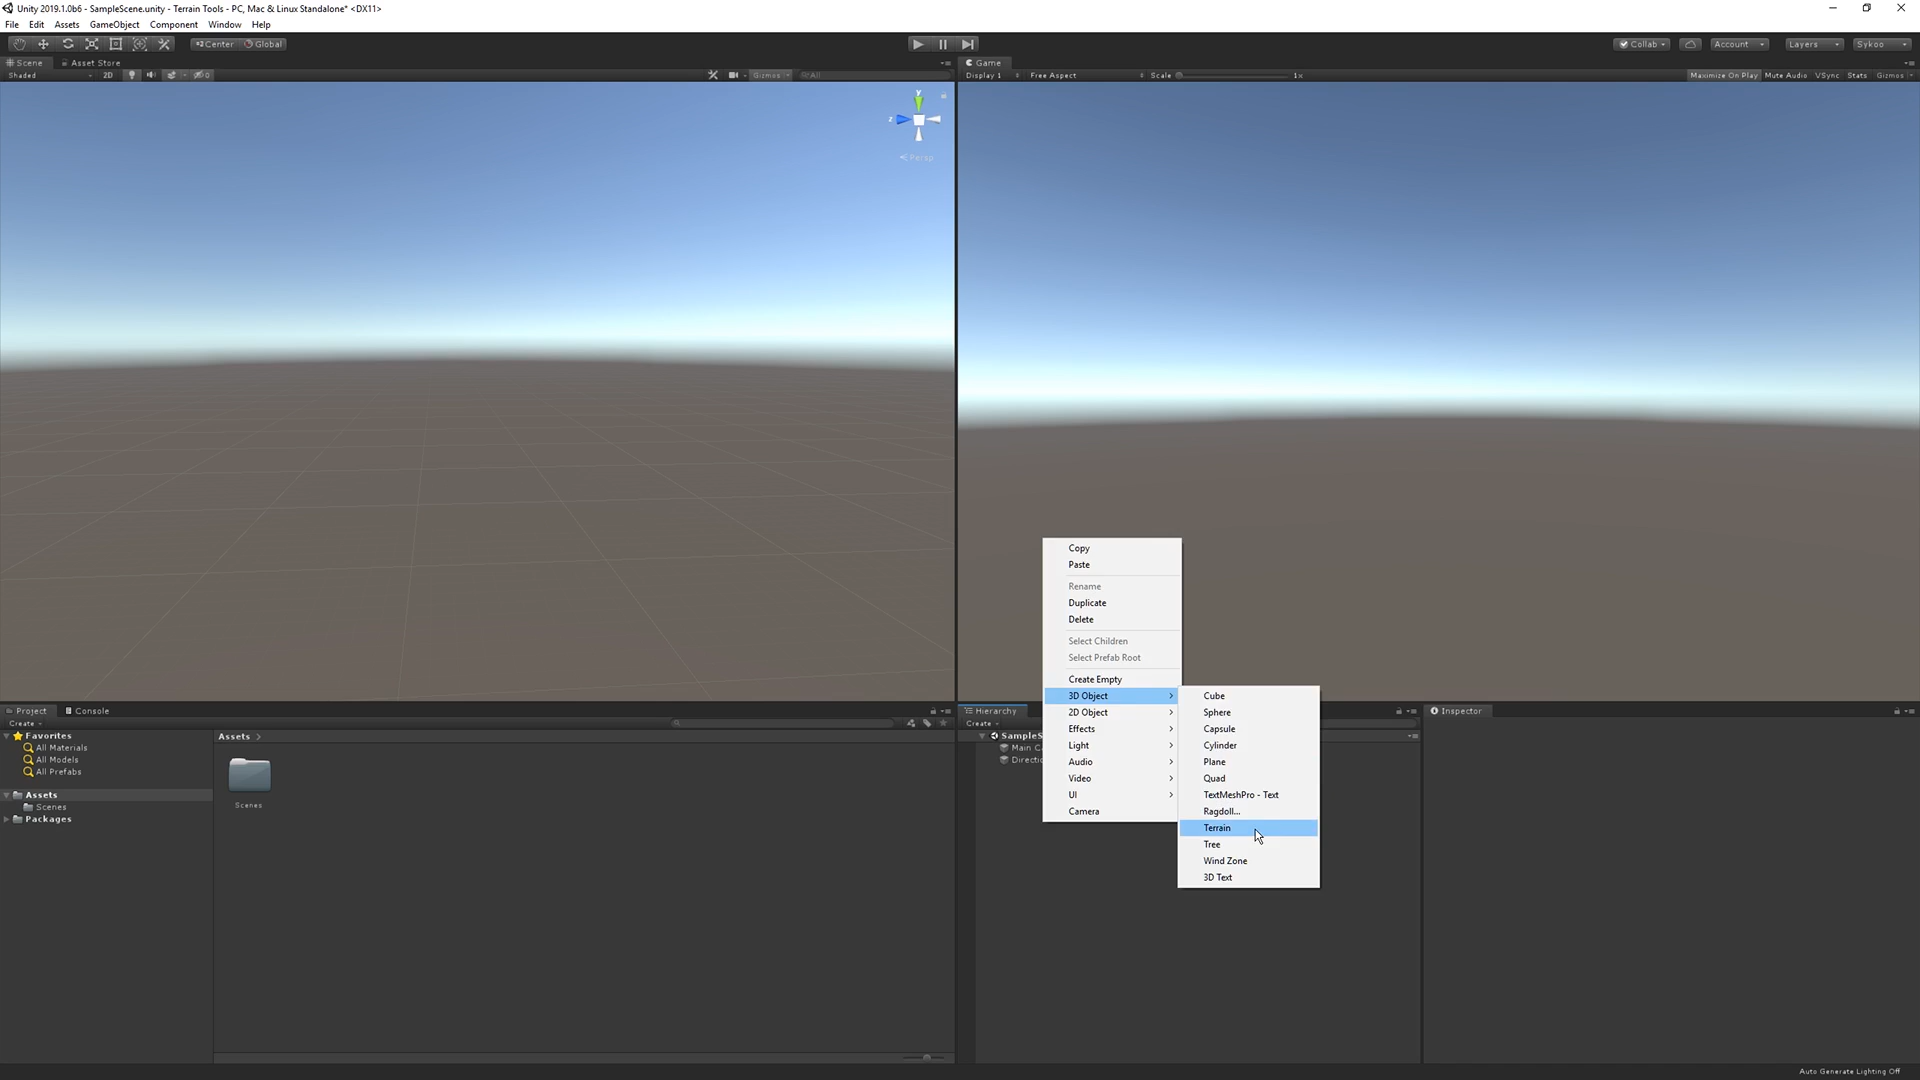 Unity 2019.1.0b6 - SampleScene.unity - Terrain Tools - PC, Mac & Linux Standalone* <DX11>
File Edit Assets GameObject Component Window Help
Center Global
Collab Account Layers Sykoo
Scene Asset Store
Game
Shaded 2D 0 Gizmos All
Display 1 Free Aspect Scale 1x Maximize On Play Mute Audio VSync Stats Gizmos
y
z
Persp
Copy
Paste
Rename
Duplicate
Delete
Select Children
Select Prefab Root
Create Empty
3D Object
2D Object
Effects
Light
Audio
Video
UI
Camera
Cube
Sphere
Capsule
Cylinder
Plane
Quad
TextMeshPro - Text
Ragdoll...
Terrain
Tree
Wind Zone
3D Text
Project Console
Create
Favorites
All Materials
All Models
All Prefabs
Assets
Scenes
Packages
Assets
Scenes
Hierarchy
Create
SampleS
Main C
Directio
Inspector
Auto Generate Lighting Off